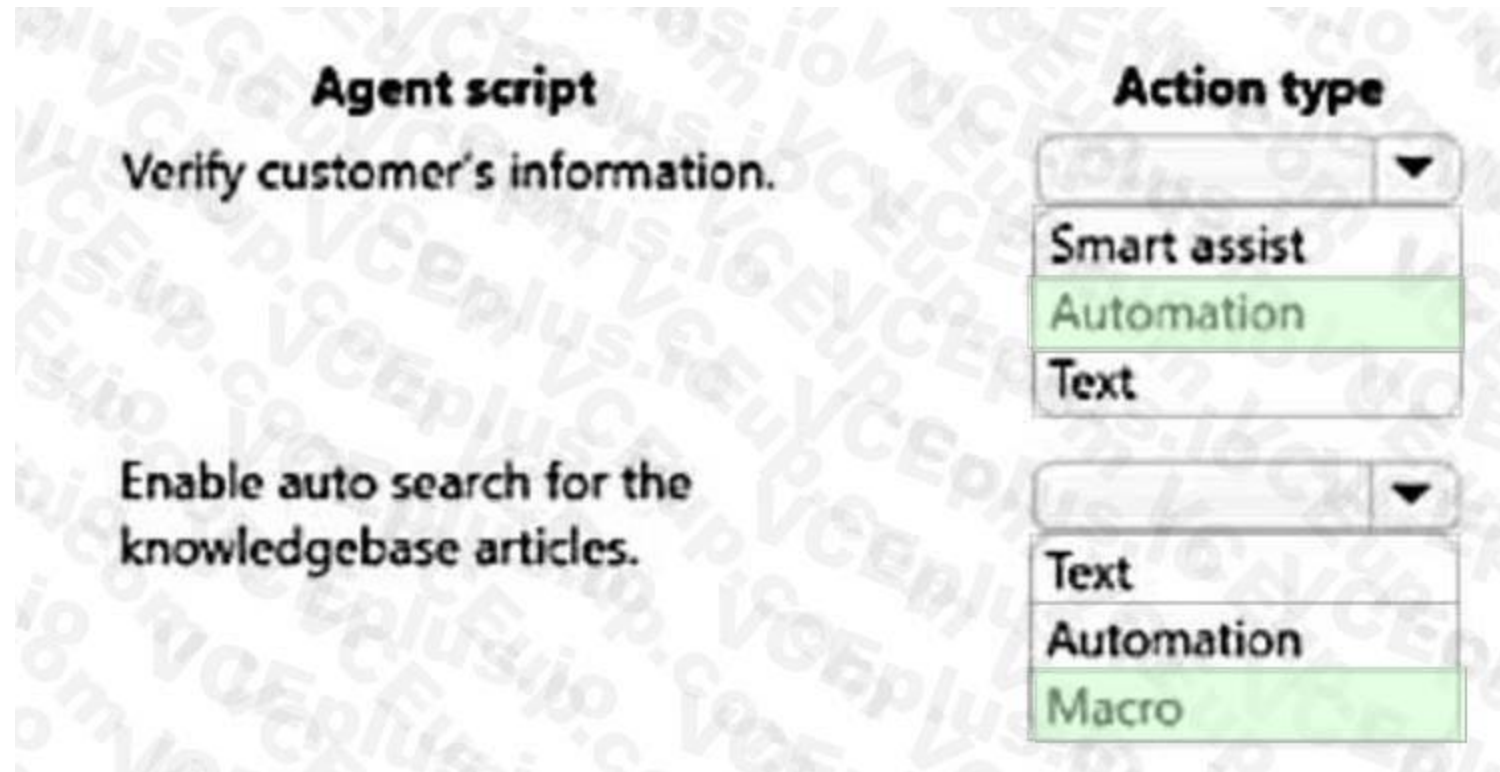 Agent script
Action type
Verify customer's information.
Smart assist
Automation
Text
Enable auto search for the
knowledgebase articles.
Text
Automation
Macro